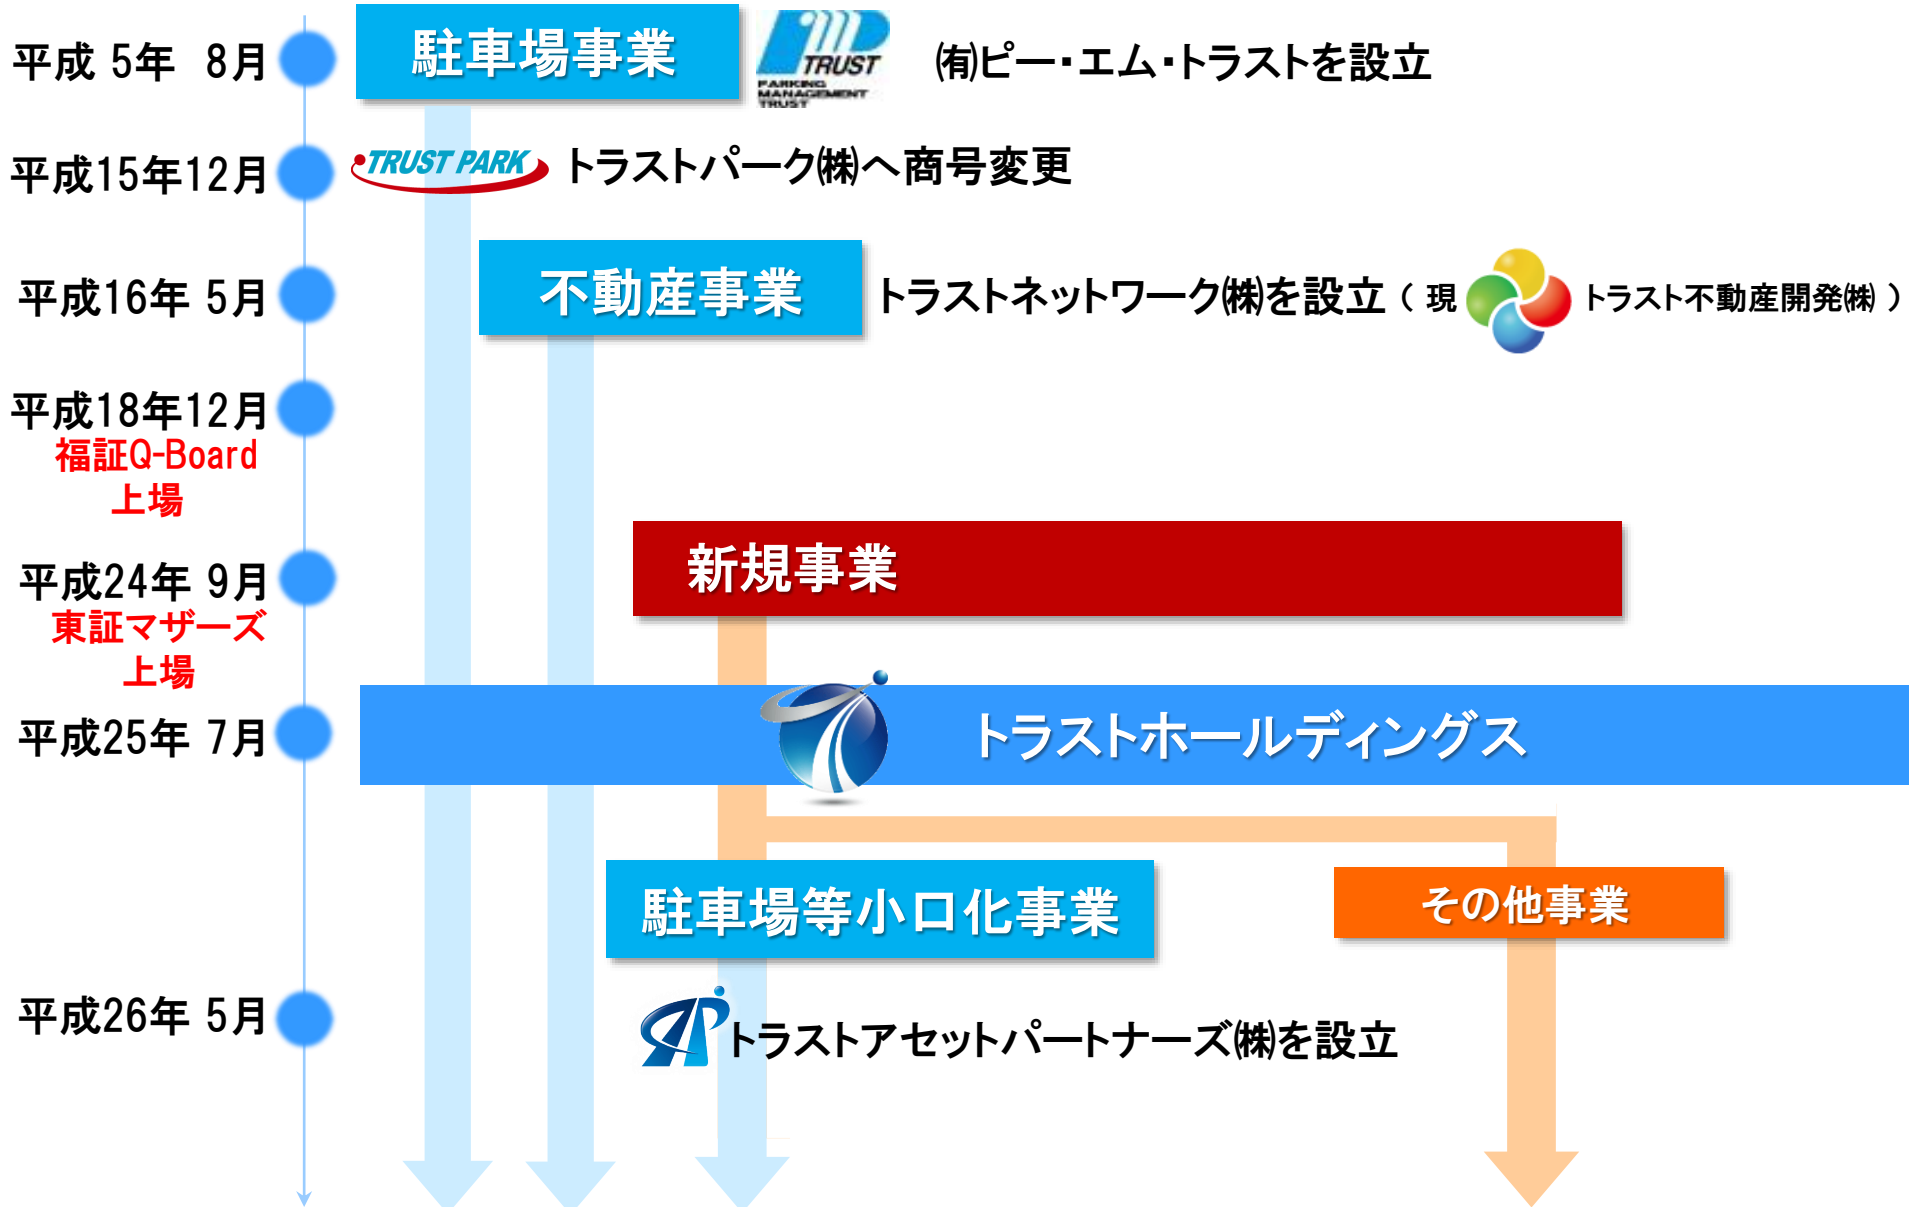 平成 5年 8月
駐車場事業
TRUST
PARKING
MANAGEMENT
TRUST
㈲ピー・エム・トラストを設立
平成15年12月
TRUST PARK
トラストパーク㈱へ商号変更
平成16年 5月
不動産事業
トラストネットワーク㈱を設立（ 現 トラスト不動産開発㈱ ）
平成18年12月
福証Q-Board
上場
新規事業
平成24年 9月
東証マザーズ
上場
平成25年 7月
トラストホールディングス
駐車場等小口化事業
その他事業
平成26年 5月
トラストアセットパートナーズ㈱を設立